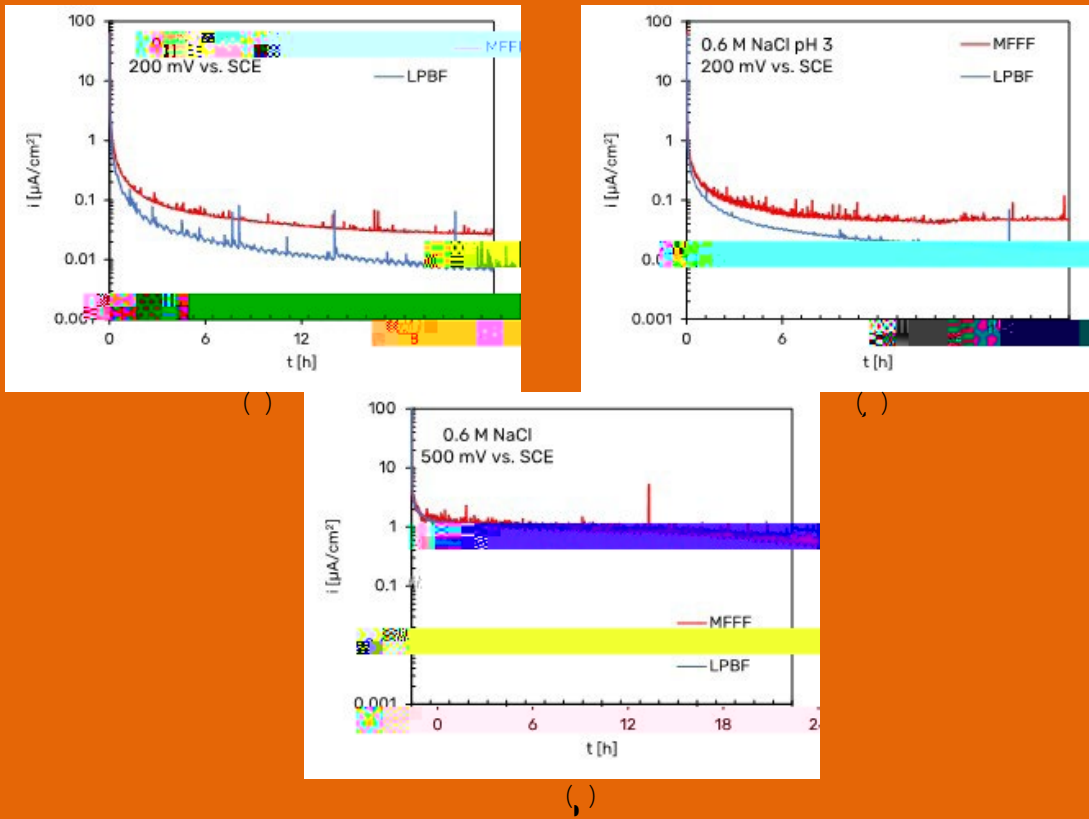 100
200 mV vs. SCE
LPBF
10
1
0.1
0.01
i [µA/cm²]
0 6 12
t [h]
100
0.6 M NaCl pH 3
200 mV vs. SCE
MFFF
LPBF
10
1
0.1
0.001
i [µA/cm²]
0 6
t [h]
100
0.6 M NaCl
500 mV vs. SCE
10
1
0.1
i [µA/cm²]
MFFF
LPBF
0.001
0 6 12 18
t [h]